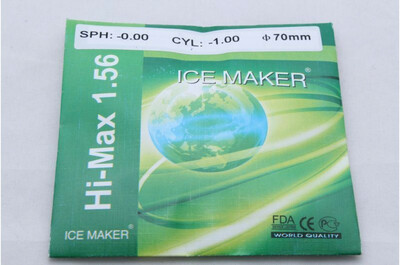 SPH: -0.00 CYL: -1.00 Φ70mm
Hi-Max 1.56
ICE MAKER®
FDA CE
WORLD QUALITY
ICE MAKER®